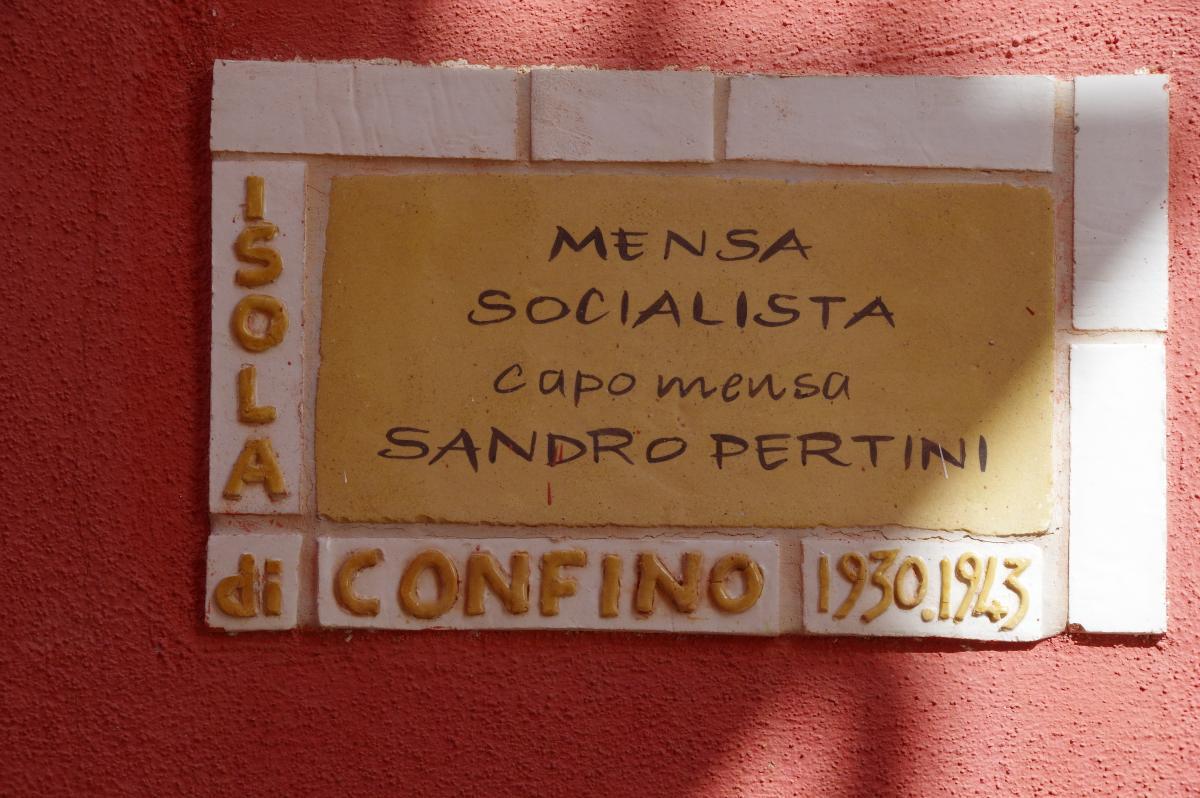 MENSA
SOCIALISTA
capo mensa
SANDRO PERTINI
ISOLA
di CONFINO 1930.1943